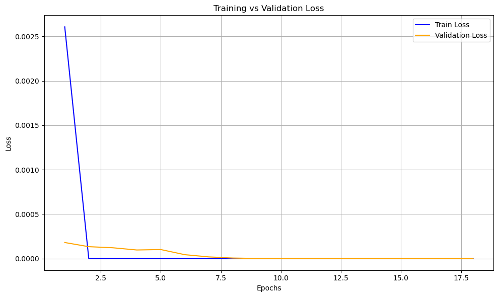 Training vs Validation Loss
Train Loss
Validation Loss
0.0025
0.0020
0.0015
0.0010
0.0005
0.0000
Loss
2.5
5.0
7.5
10.0
12.5
15.0
17.5
Epochs